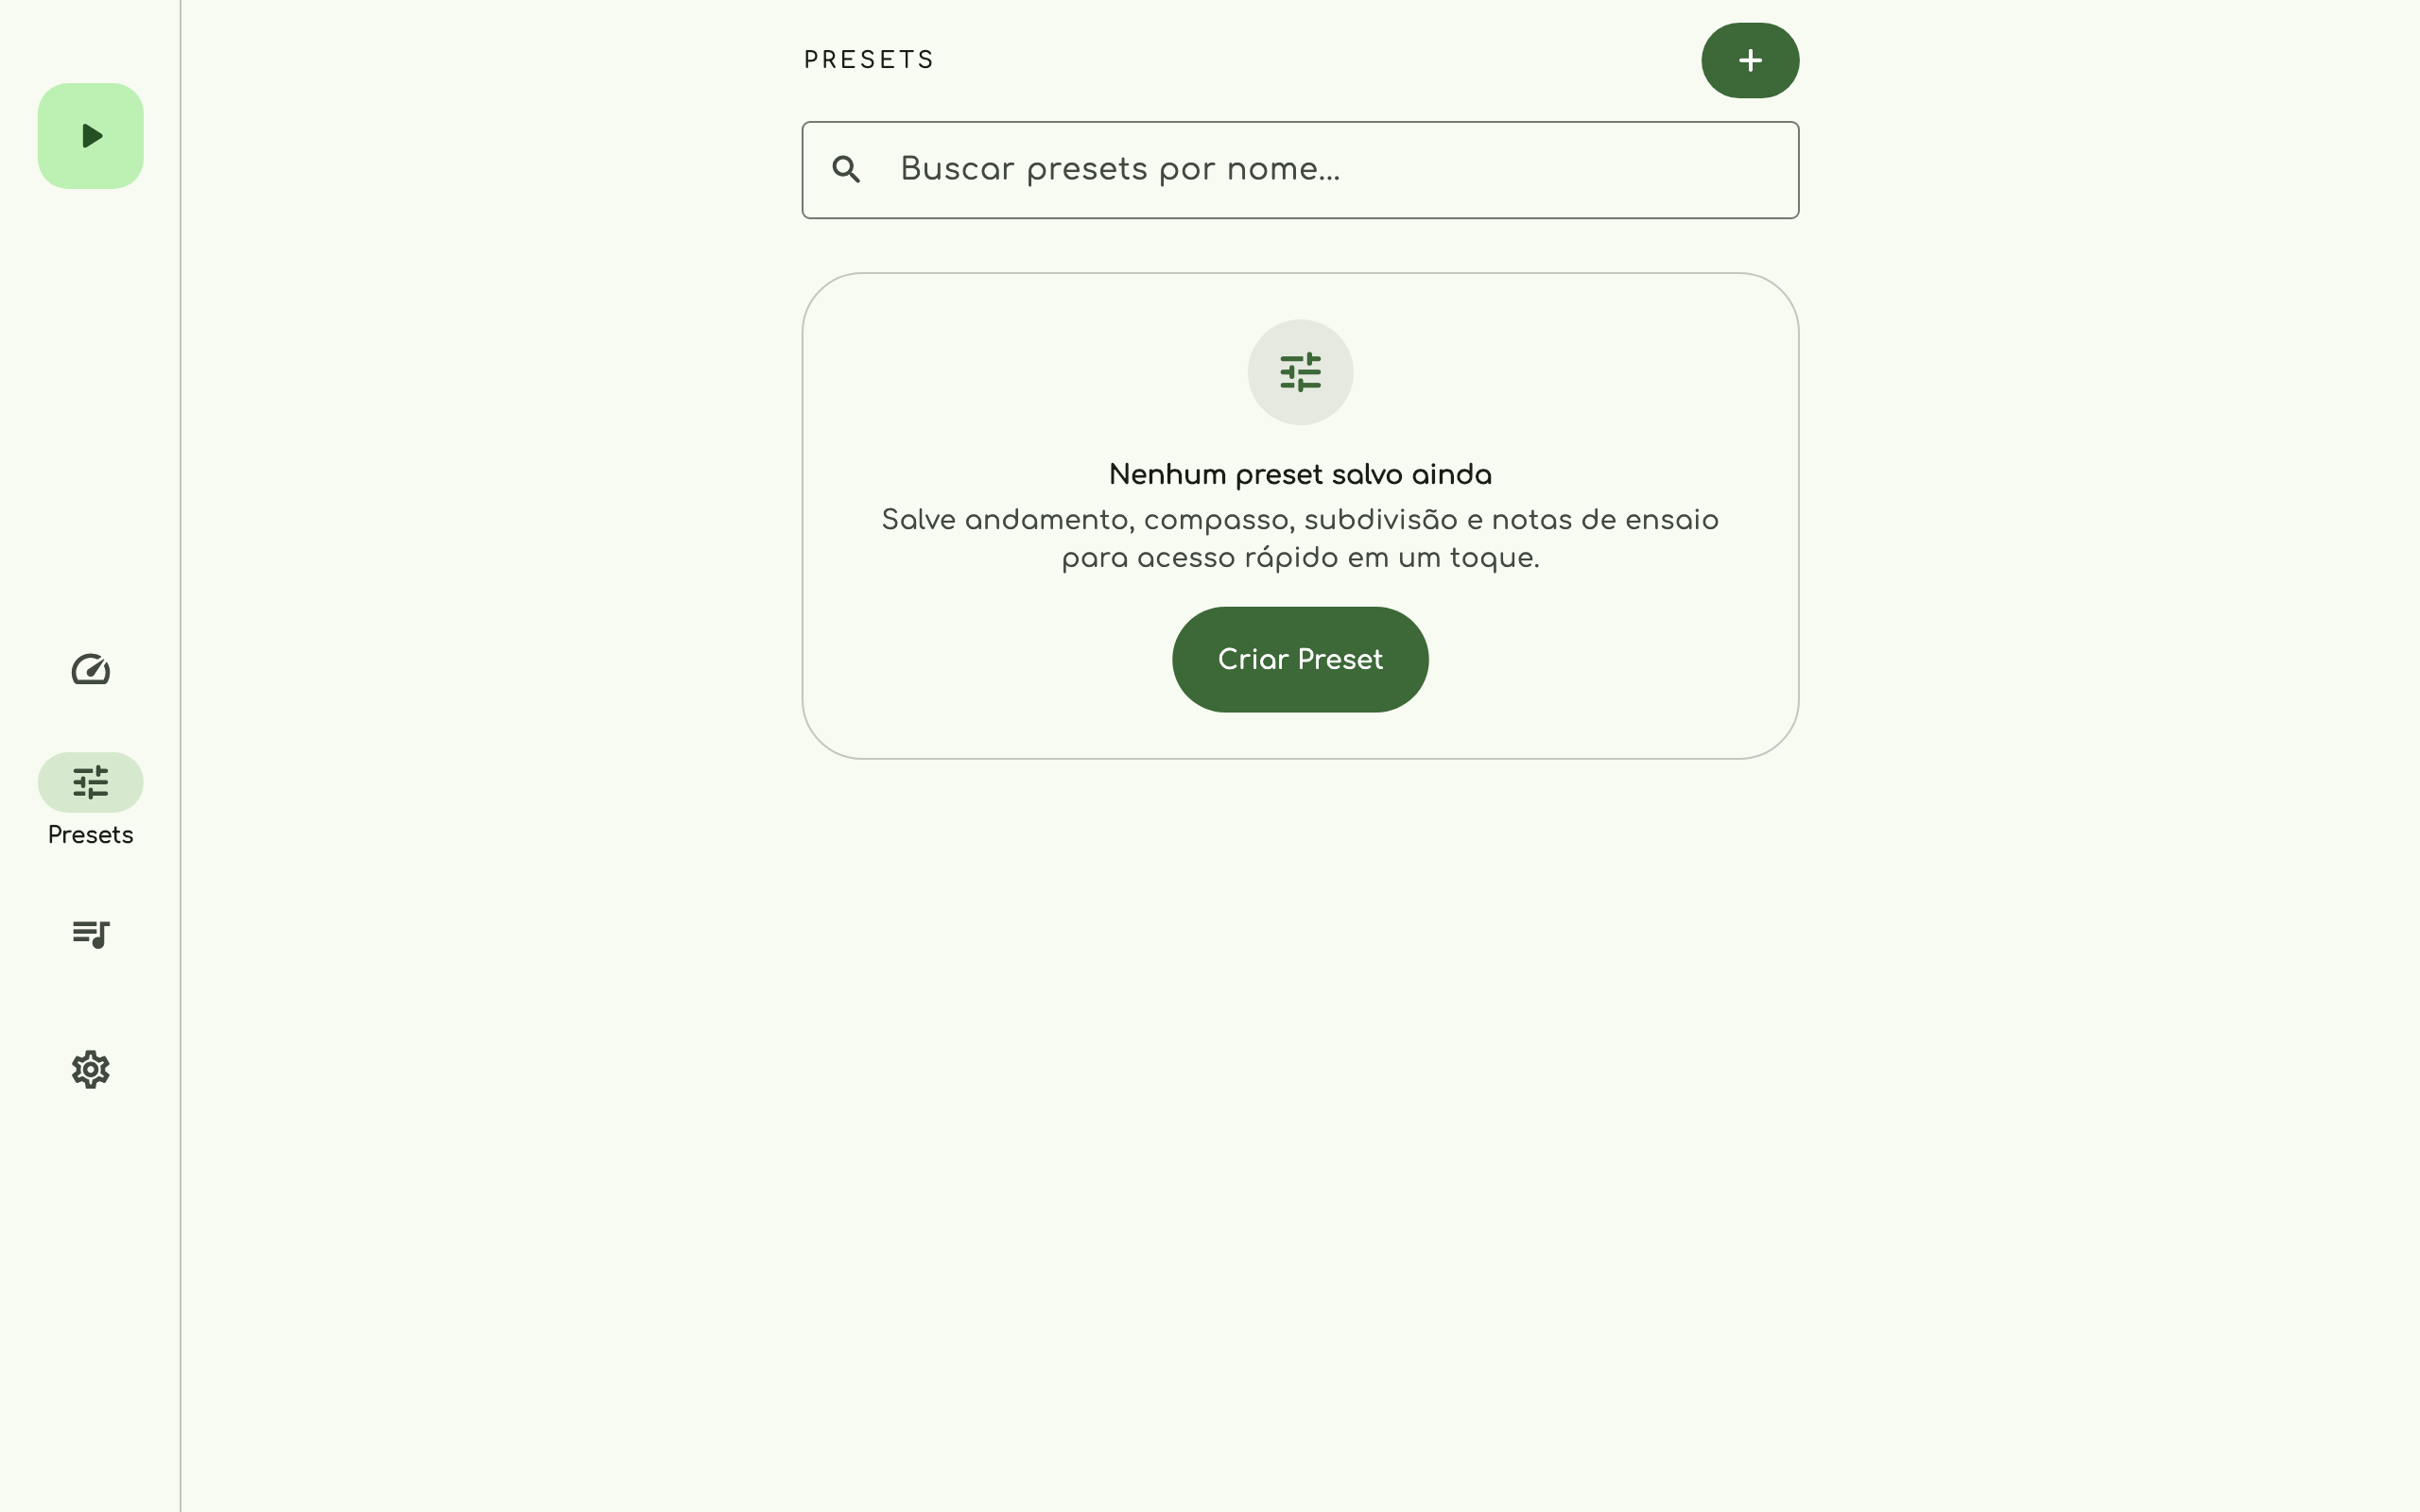 PRESETS
Buscar presets por nome...
Nenhum preset salvo ainda
Salve andamento, compasso, subdivisão e notas de ensaio
para acesso rápido em um toque.
Criar Preset
Presets